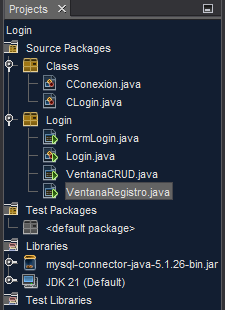 Projects
Login
Source Packages
Clases
CConexion.java
CLogin.java
Login
FormLogin.java
Login.java
VentanaCRUD.java
VentanaRegistro.java
Test Packages
<default package>
Libraries
mysql-connector-java-5.1.26-bin.jar
JDK 21 (Default)
Test Libraries